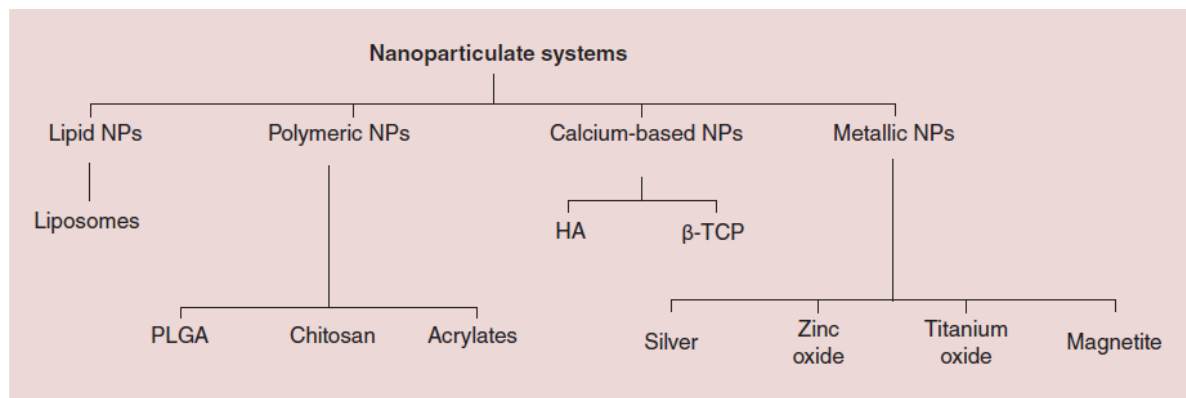 Nanoparticulate systems
Lipid NPs
Polymeric NPs
Calcium-based NPs
Metallic NPs
Liposomes
HA
β-TCP
PLGA
Chitosan
Acrylates
Silver
Zinc
oxide
Titanium
oxide
Magnetite